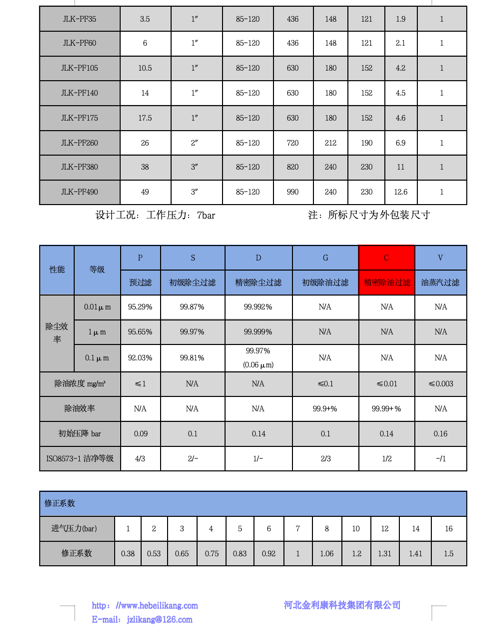 JLK-PF35 3.5 1″ 85-120 436 148 121 1.9 1
JLK-PF60 6 1″ 85-120 436 148 121 2.1 1
JLK-PF105 10.5 1″ 85-120 630 180 152 4.2 1
JLK-PF140 14 1″ 85-120 630 180 152 4.5 1
JLK-PF175 17.5 1″ 85-120 630 180 152 4.6 1
JLK-PF260 26 2″ 85-120 720 212 190 6.9 1
JLK-PF380 38 3″ 85-120 820 240 230 11 1
JLK-PF490 49 3″ 85-120 990 240 230 12.6 1
设计工况：工作压力：7bar 注：所标尺寸为外包装尺寸
性能 等级 P S D G C V
预过滤 初级除尘过滤 精密除尘过滤 初级除油过滤 精密除油过滤 油蒸汽过滤
除尘效率 0.01μm 95.29% 99.87% 99.992% N/A N/A N/A
1μm 95.65% 99.97% 99.999% N/A N/A N/A
0.1μm 92.03% 99.81% 99.97% (0.06μm) N/A N/A N/A
除油浓度 mg/m³ ≤1 N/A N/A ≤0.1 ≤0.01 ≤0.003
除油效率 N/A N/A N/A 99.9+% 99.99+% N/A
初始压降 bar 0.09 0.1 0.14 0.1 0.14 0.16
ISO8573-1 洁净等级 4/3 2/- 1/- 2/3 1/2 -/1
修正系数
进气压力(bar) 1 2 3 4 5 6 7 8 10 12 14 16
修正系数 0.38 0.53 0.65 0.75 0.83 0.92 1 1.06 1.2 1.31 1.41 1.5
http：//www.hebeilikang.com 河北金利康科技集团有限公司
E-mail：jzlikang@126.com